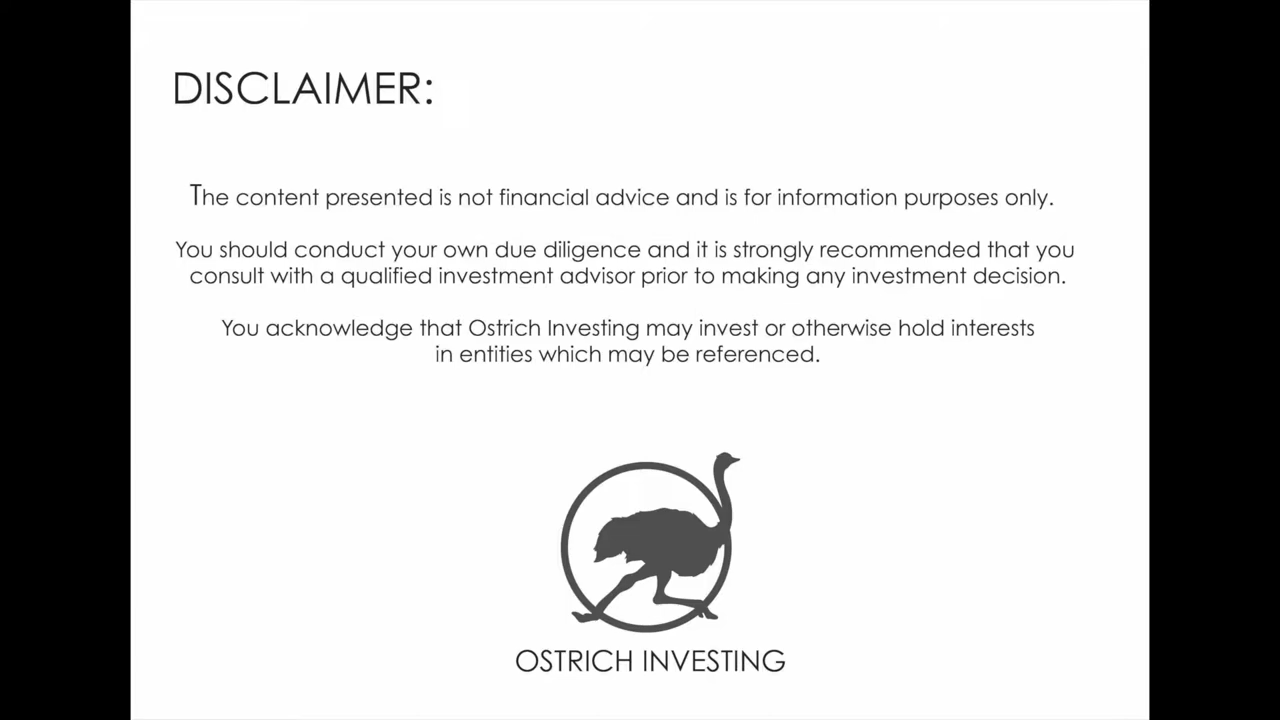 DISCLAIMER:
The content presented is not financial advice and is for information purposes only.
You should conduct your own due diligence and it is strongly recommended that you
consult with a qualified investment advisor prior to making any investment decision.
You acknowledge that Ostrich Investing may invest or otherwise hold interests
in entities which may be referenced.
OSTRICH INVESTING